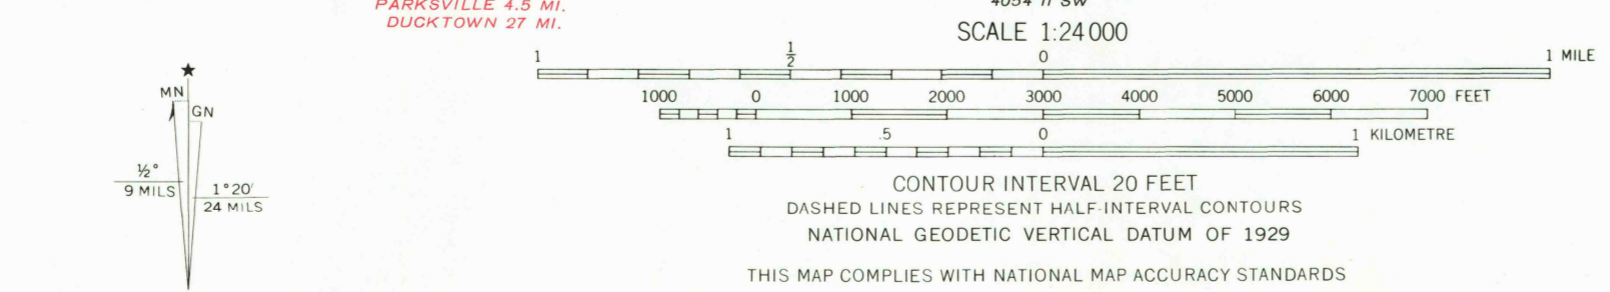 PARKSVILLE 4.5 MI.
DUCKTOWN 27 MI.
4054 II SW
SCALE 1:24 000
1 1/2 0 1 MILE
1000 0 1000 2000 3000 4000 5000 6000 7000 FEET
1 .5 0 1 KILOMETRE
CONTOUR INTERVAL 20 FEET
DASHED LINES REPRESENT HALF-INTERVAL CONTOURS
NATIONAL GEODETIC VERTICAL DATUM OF 1929
THIS MAP COMPLIES WITH NATIONAL MAP ACCURACY STANDARDS
★
MN
GN
½°
9 MILS
1°20′
24 MILS